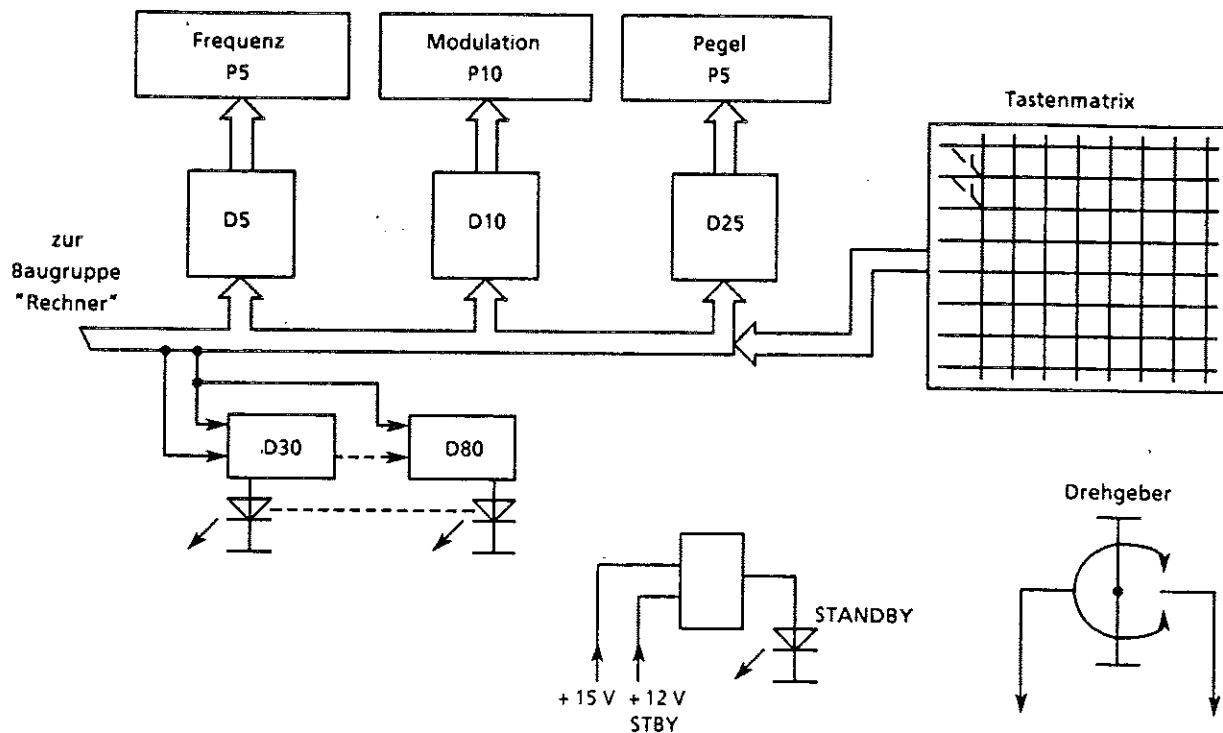 Frequenz
P5
Modulation
P10
Pegel
P5
Tastenmatrix
D5
D10
D25
zur
Baugruppe
"Rechner"
D30
D80
Drehgeber
STANDBY
+ 15 V + 12 V
STBY